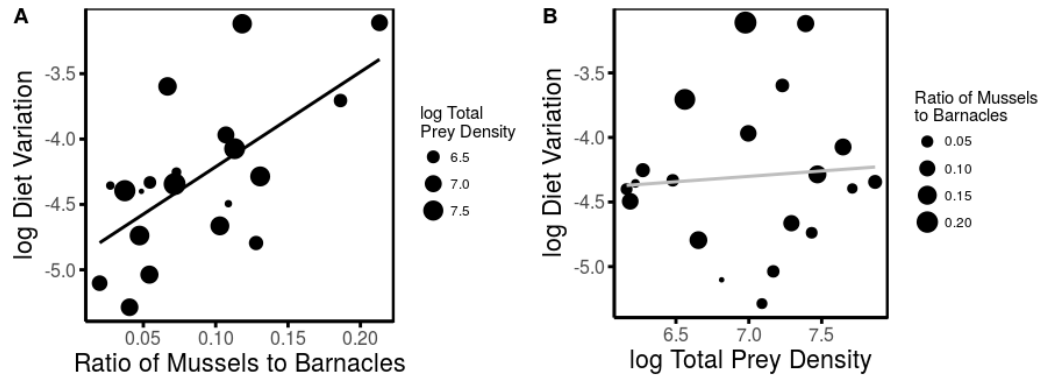 A
log Diet Variation
-3.5
-4.0
-4.5
-5.0
0.05
0.10
0.15
0.20
Ratio of Mussels to Barnacles
log Total
Prey Density
6.5
7.0
7.5
B
log Diet Variation
-3.5
-4.0
-4.5
-5.0
6.5
7.0
7.5
log Total Prey Density
Ratio of Mussels
to Barnacles
0.05
0.10
0.15
0.20